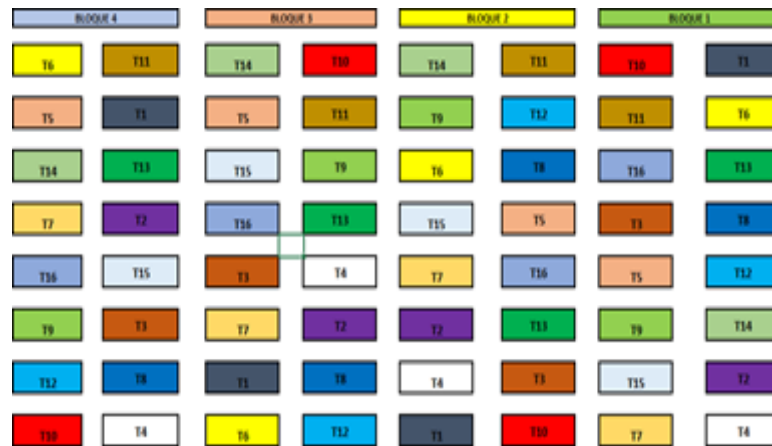 BLOQUE 4 BLOQUE 3 BLOQUE 2 BLOQUE 1
T6 T11 T14 T10 T14 T11 T10 T1
T5 T1 T5 T11 T9 T12 T11 T6
T14 T13 T15 T9 T6 T8 T16 T13
T7 T2 T16 T13 T15 T5 T3 T8
T16 T15 T3 T4 T7 T16 T5 T12
T9 T3 T7 T2 T2 T13 T9 T14
T12 T8 T1 T8 T4 T3 T15 T2
T10 T4 T6 T12 T1 T10 T7 T4